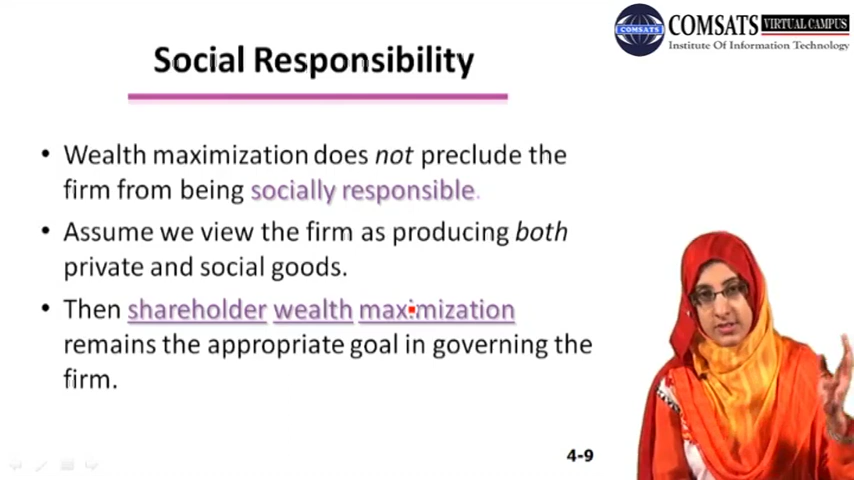 COMSATS VIRTUAL CAMPUS
COMSATS
Institute Of Information Technology
Social Responsibility
• Wealth maximization does not preclude the
firm from being socially responsible.
• Assume we view the firm as producing both
private and social goods.
• Then shareholder wealth maximization
remains the appropriate goal in governing the
firm.
4-9